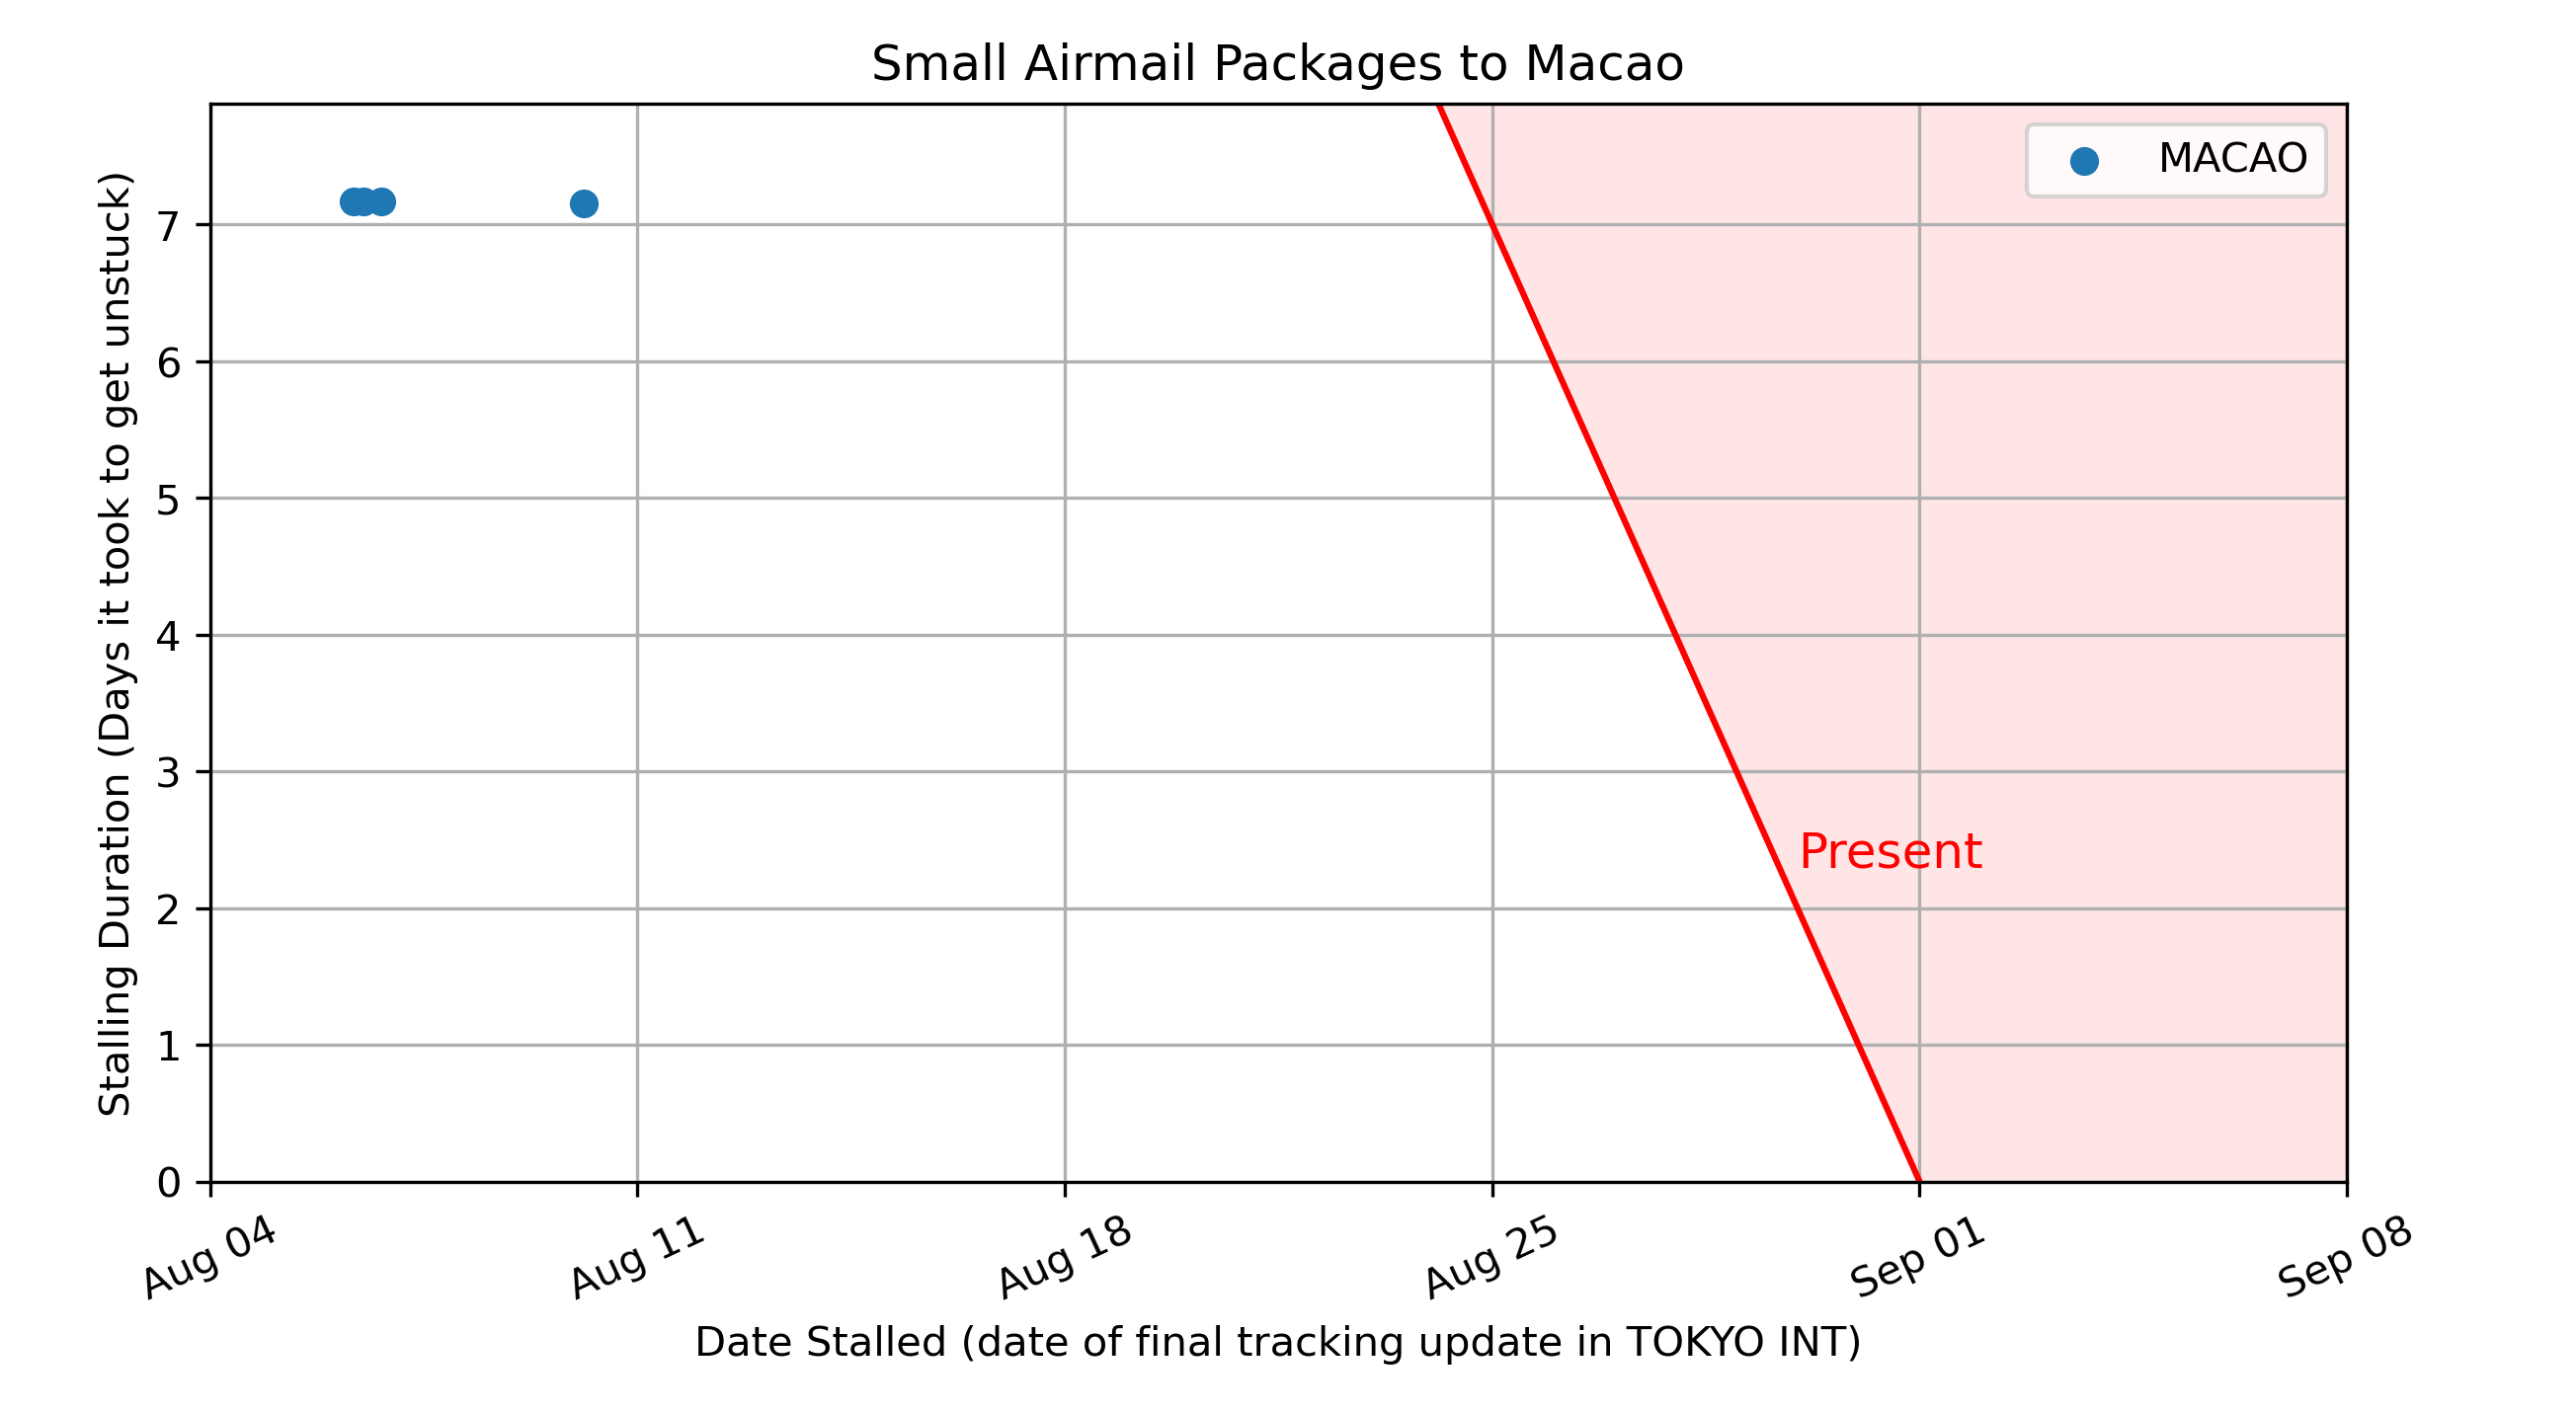 Small Airmail Packages to Macao
MACAO
Stalling Duration (Days it took to get unstuck)
7
6
5
4
3
2
1
0
Present
Aug 04
Aug 11
Aug 18
Aug 25
Sep 01
Sep 08
Date Stalled (date of final tracking update in TOKYO INT)